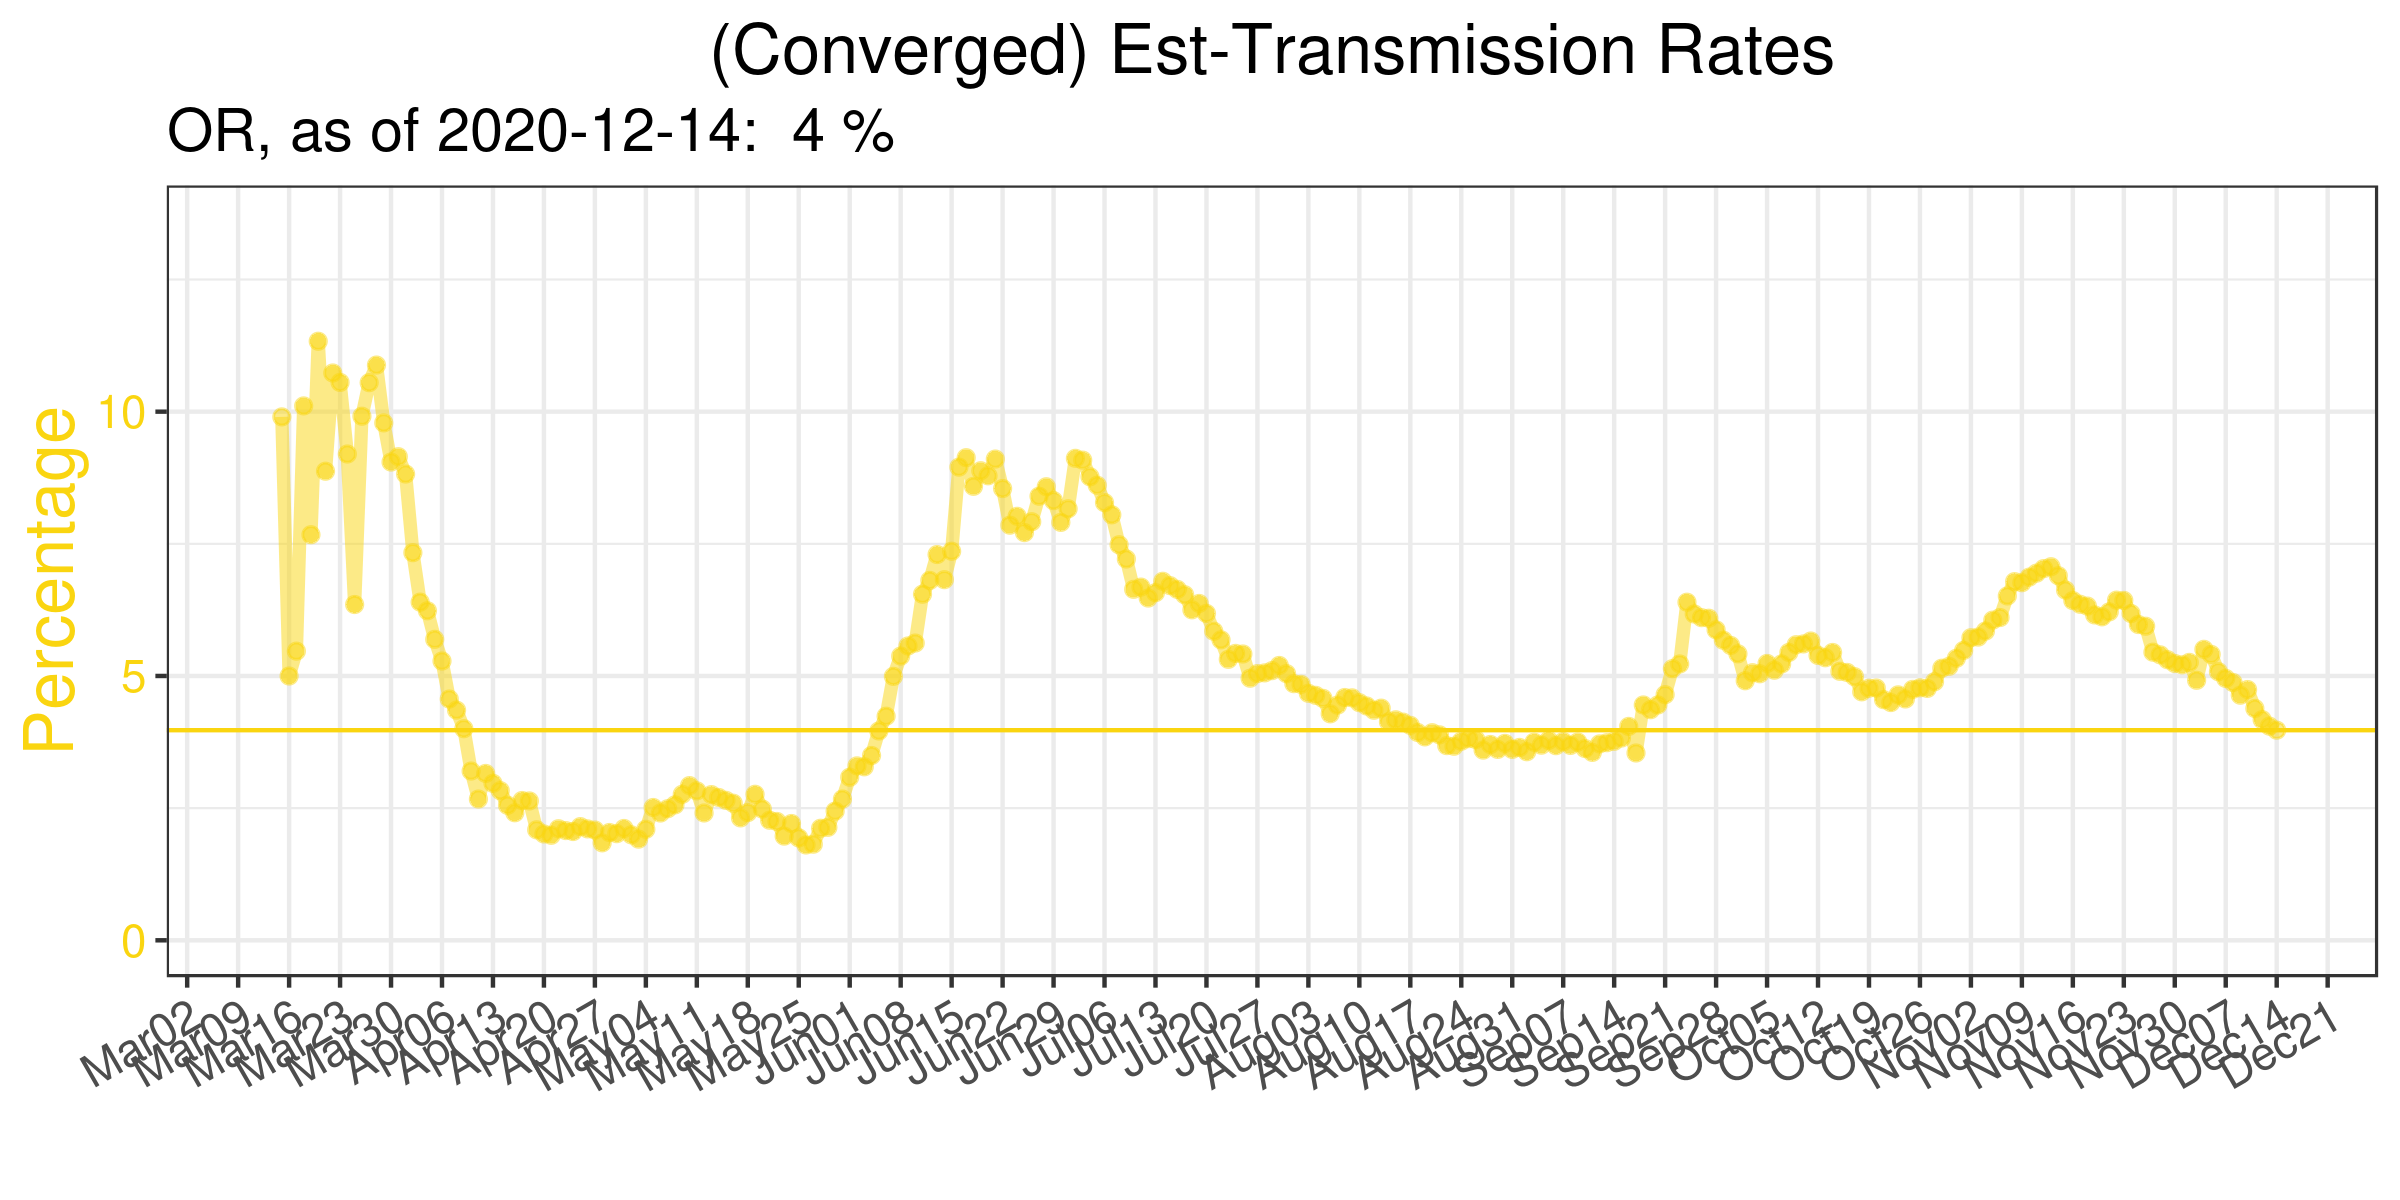 (Converged) Est-Transmission Rates
OR, as of 2020-12-14:  4 %
Percentage
10
5
0
Mar02
Mar09
Mar16
Mar23
Mar30
Apr06
Apr13
Apr20
Apr27
May04
May11
May18
May25
Jun01
Jun08
Jun15
Jun22
Jun29
Jul06
Jul13
Jul20
Jul27
Aug03
Aug10
Aug17
Aug24
Aug31
Sep07
Sep14
Sep21
Sep28
Oct05
Oct12
Oct19
Oct26
Nov02
Nov09
Nov16
Nov23
Nov30
Dec07
Dec14
Dec21